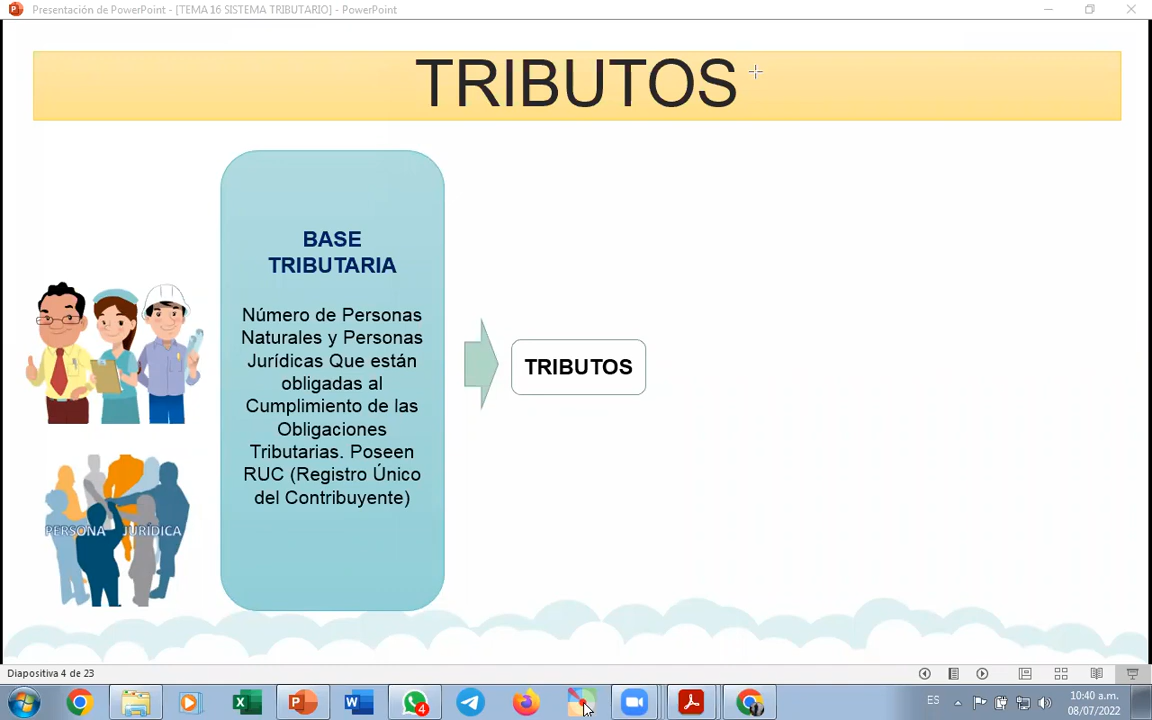 Presentación de PowerPoint - [TEMA 16 SISTEMA TRIBUTARIO] - PowerPoint
TRIBUTOS
BASE
TRIBUTARIA
Número de Personas
Naturales y Personas
Jurídicas Que están
obligadas al
Cumplimiento de las
Obligaciones
Tributarias. Poseen
RUC (Registro Único
del Contribuyente)
TRIBUTOS
PERSONA JURÍDICA
Diapositiva 4 de 23
4
ES
10:40 a.m.
08/07/2022